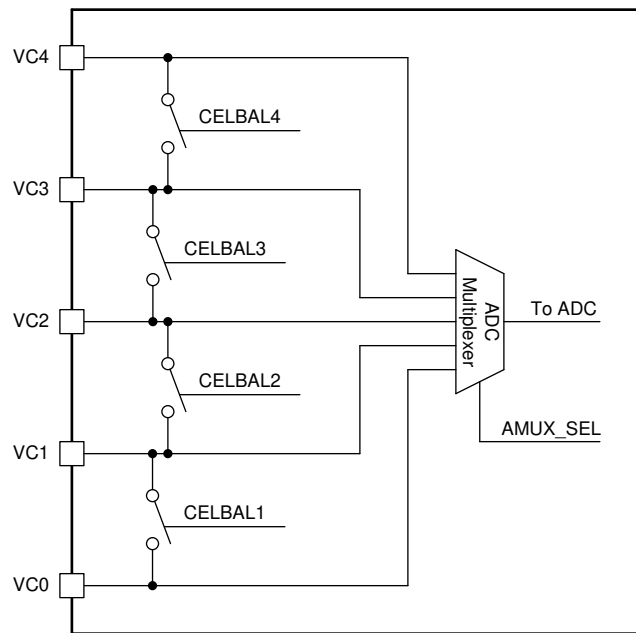 VC4
CELBAL4
VC3
CELBAL3
ADC
Multiplexer
To ADC
VC2
CELBAL2
AMUX_SEL
VC1
CELBAL1
VC0